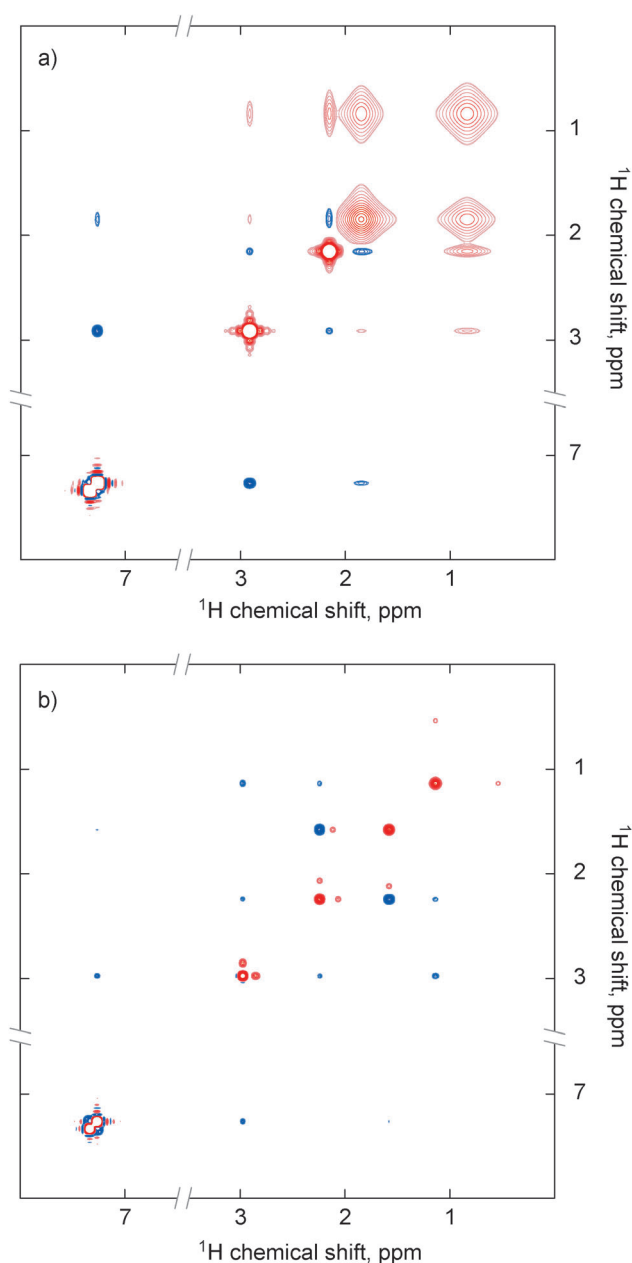 a)
1
2
3
7
¹H chemical shift, ppm
7
3
2
1
¹H chemical shift, ppm
b)
1
2
3
7
¹H chemical shift, ppm
7
3
2
1
¹H chemical shift, ppm